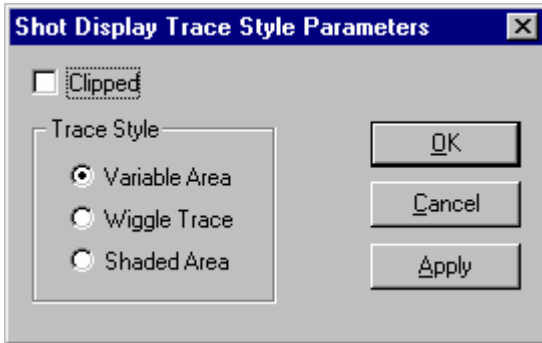 Shot Display Trace Style Parameters
Clipped
Trace Style
Variable Area
Wiggle Trace
Shaded Area
OK
Cancel
Apply